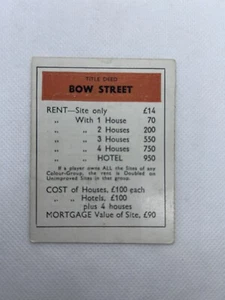 TITLE DEED
BOW STREET
RENT—Site only £14
„ With 1 House 70
„ „ 2 Houses 200
„ „ 3 Houses 550
„ „ 4 Houses 750
„ „ HOTEL 950
If a player owns ALL the Sites of any
Colour-Group, the rent is Doubled on
Unimproved Sites in that group.
COST of Houses, £100 each
„ „ Hotels, £100
plus 4 houses
MORTGAGE Value of Site, £90